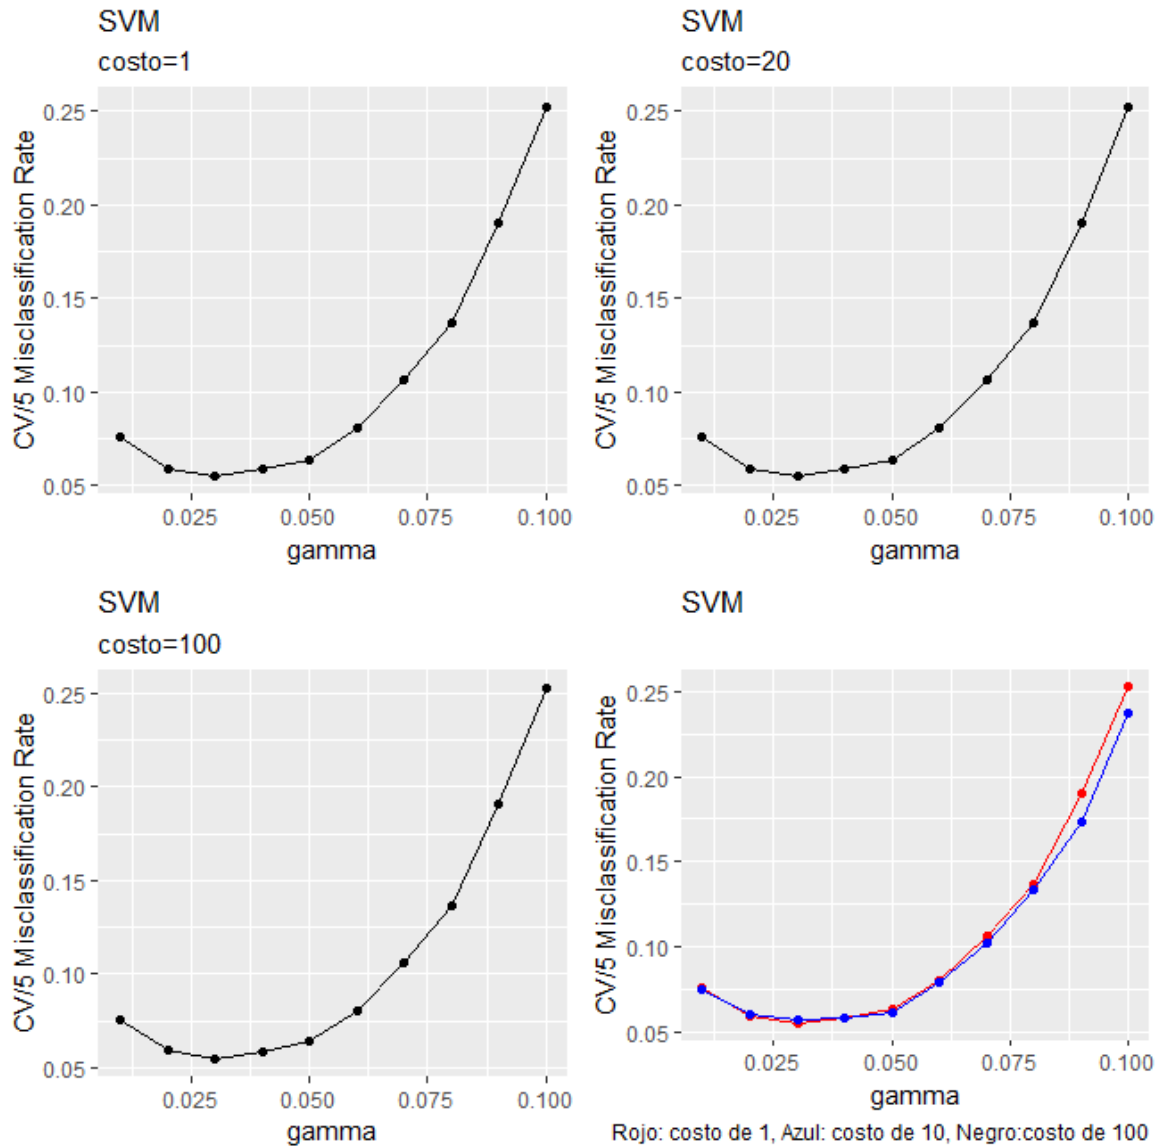 SVM
costo=1
CV/5 Misclassification Rate
0.25
0.20
0.15
0.10
0.05
0.025 0.050 0.075 0.100
gamma
SVM
costo=20
CV/5 Misclassification Rate
0.25
0.20
0.15
0.10
0.05
0.025 0.050 0.075 0.100
gamma
SVM
costo=100
CV/5 Misclassification Rate
0.25
0.20
0.15
0.10
0.05
0.025 0.050 0.075 0.100
gamma
SVM
CV/5 Misclassification Rate
0.25
0.20
0.15
0.10
0.05
0.025 0.050 0.075 0.100
gamma
Rojo: costo de 1, Azul: costo de 10, Negro:costo de 100